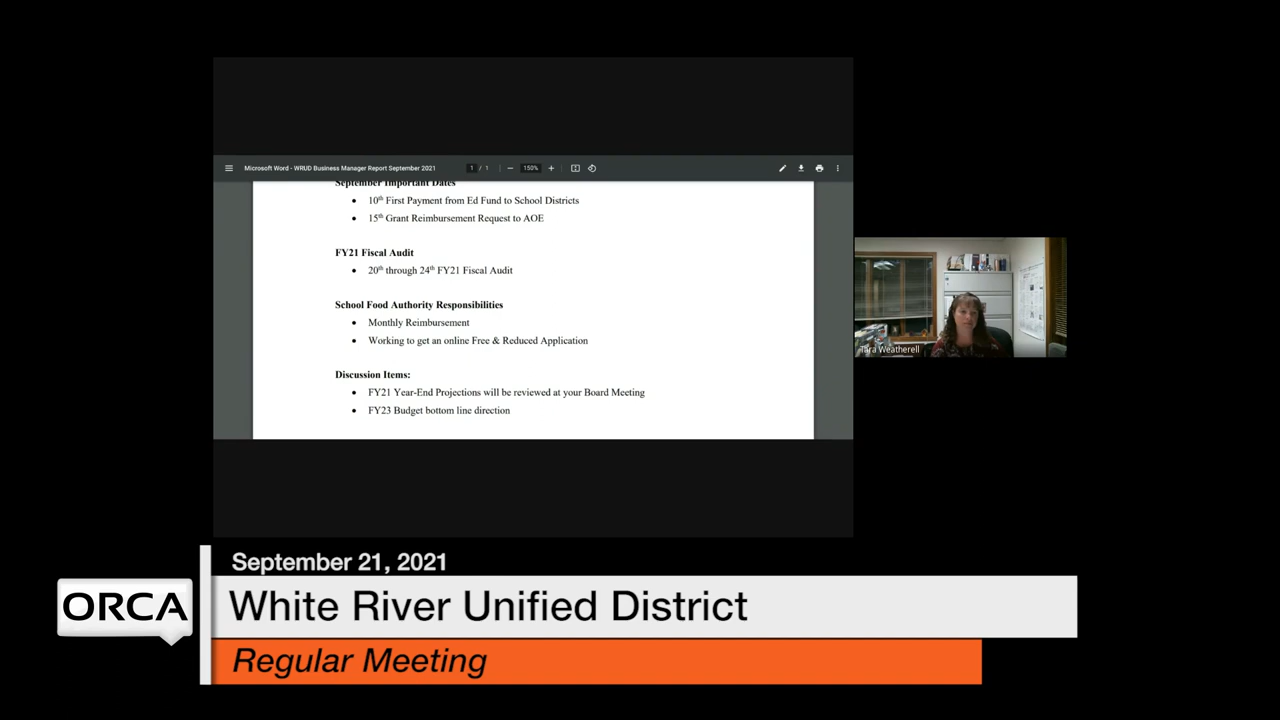 Microsoft Word - WRUD Business Manager Report September 2021
1 / 1
150%
September Important Dates
• 10th First Payment from Ed Fund to School Districts
• 15th Grant Reimbursement Request to AOE
FY21 Fiscal Audit
• 20th through 24th FY21 Fiscal Audit
School Food Authority Responsibilities
• Monthly Reimbursement
• Working to get an online Free & Reduced Application
Discussion Items:
• FY21 Year-End Projections will be reviewed at your Board Meeting
• FY23 Budget bottom line direction
Tara Weatherell
September 21, 2021
ORCA
White River Unified District
Regular Meeting